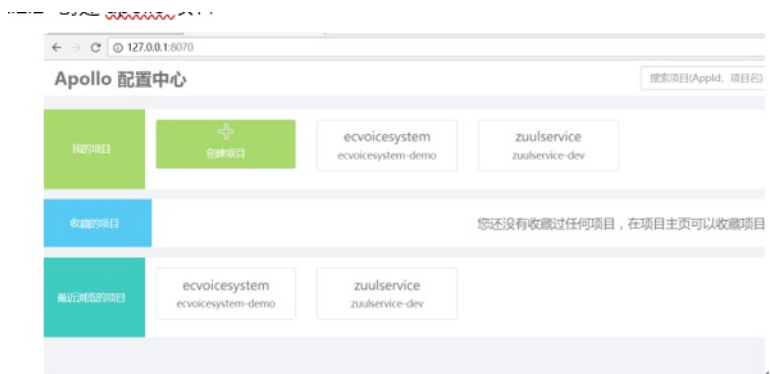 127.0.0.1:8070
Apollo 配置中心
搜索项目(AppId、项目名)
我的项目
创建项目
ecvoicesystem
ecvoicesystem-demo
zuulservice
zuulservice-dev
收藏的项目
您还没有收藏过任何项目，在项目主页可以收藏项目
最近浏览的项目
ecvoicesystem
ecvoicesystem-demo
zuulservice
zuulservice-dev